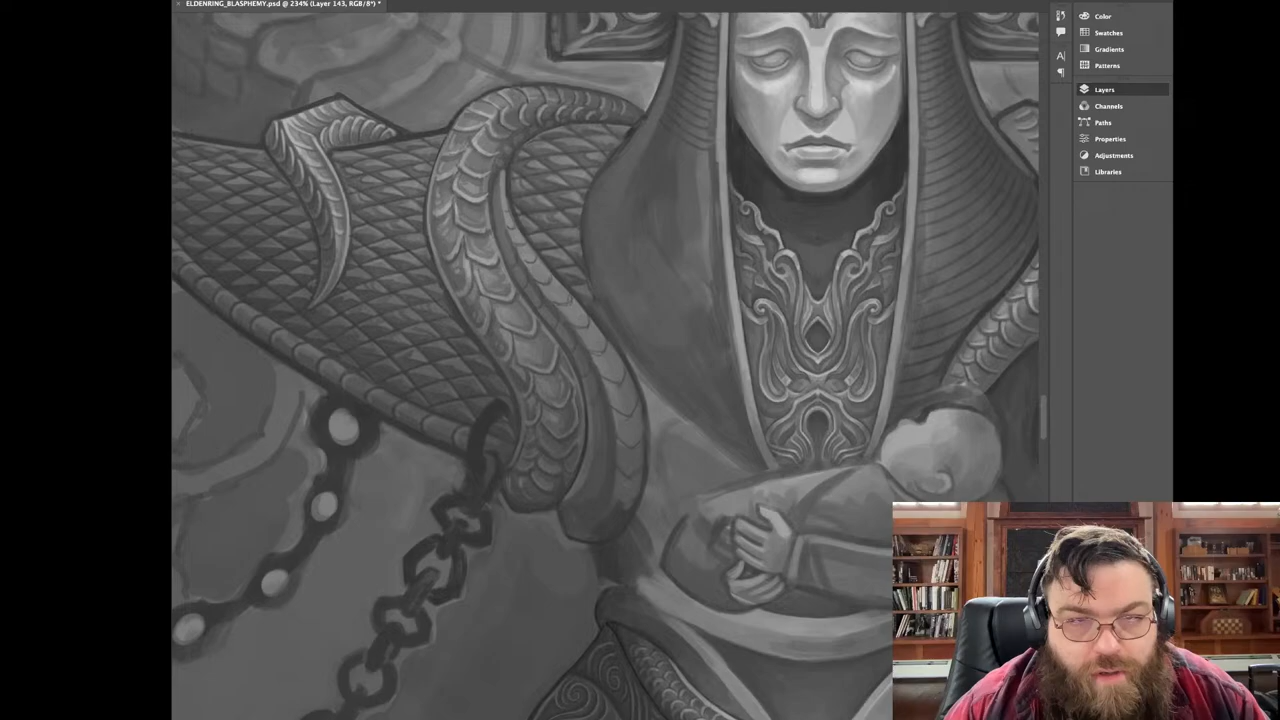 × ELDENRING_BLASPHEMY.psd @ 234% (Layer 143, RGB/8*) *
Color
Swatches
Gradients
Patterns
Layers
Channels
Paths
Properties
Adjustments
Libraries